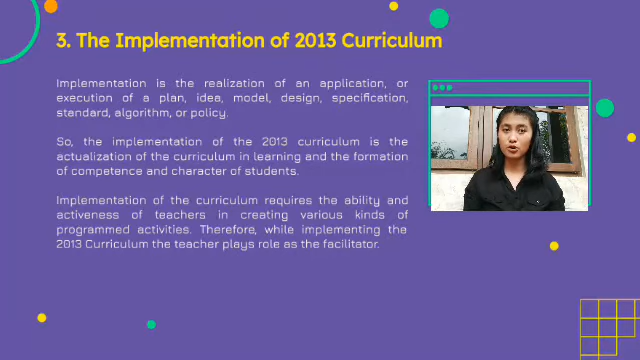 3. The Implementation of 2013 Curriculum
Implementation is the realization of an application, or
execution of a plan, idea, model, design, specification,
standard, algorithm, or policy.
So, the implementation of the 2013 curriculum is the
actualization of the curriculum in learning and the formation
of competence and character of students.
Implementation of the curriculum requires the ability and
activeness of teachers in creating various kinds of
programmed activities. Therefore, while implementing the
2013 Curriculum the teacher plays role as the facilitator.